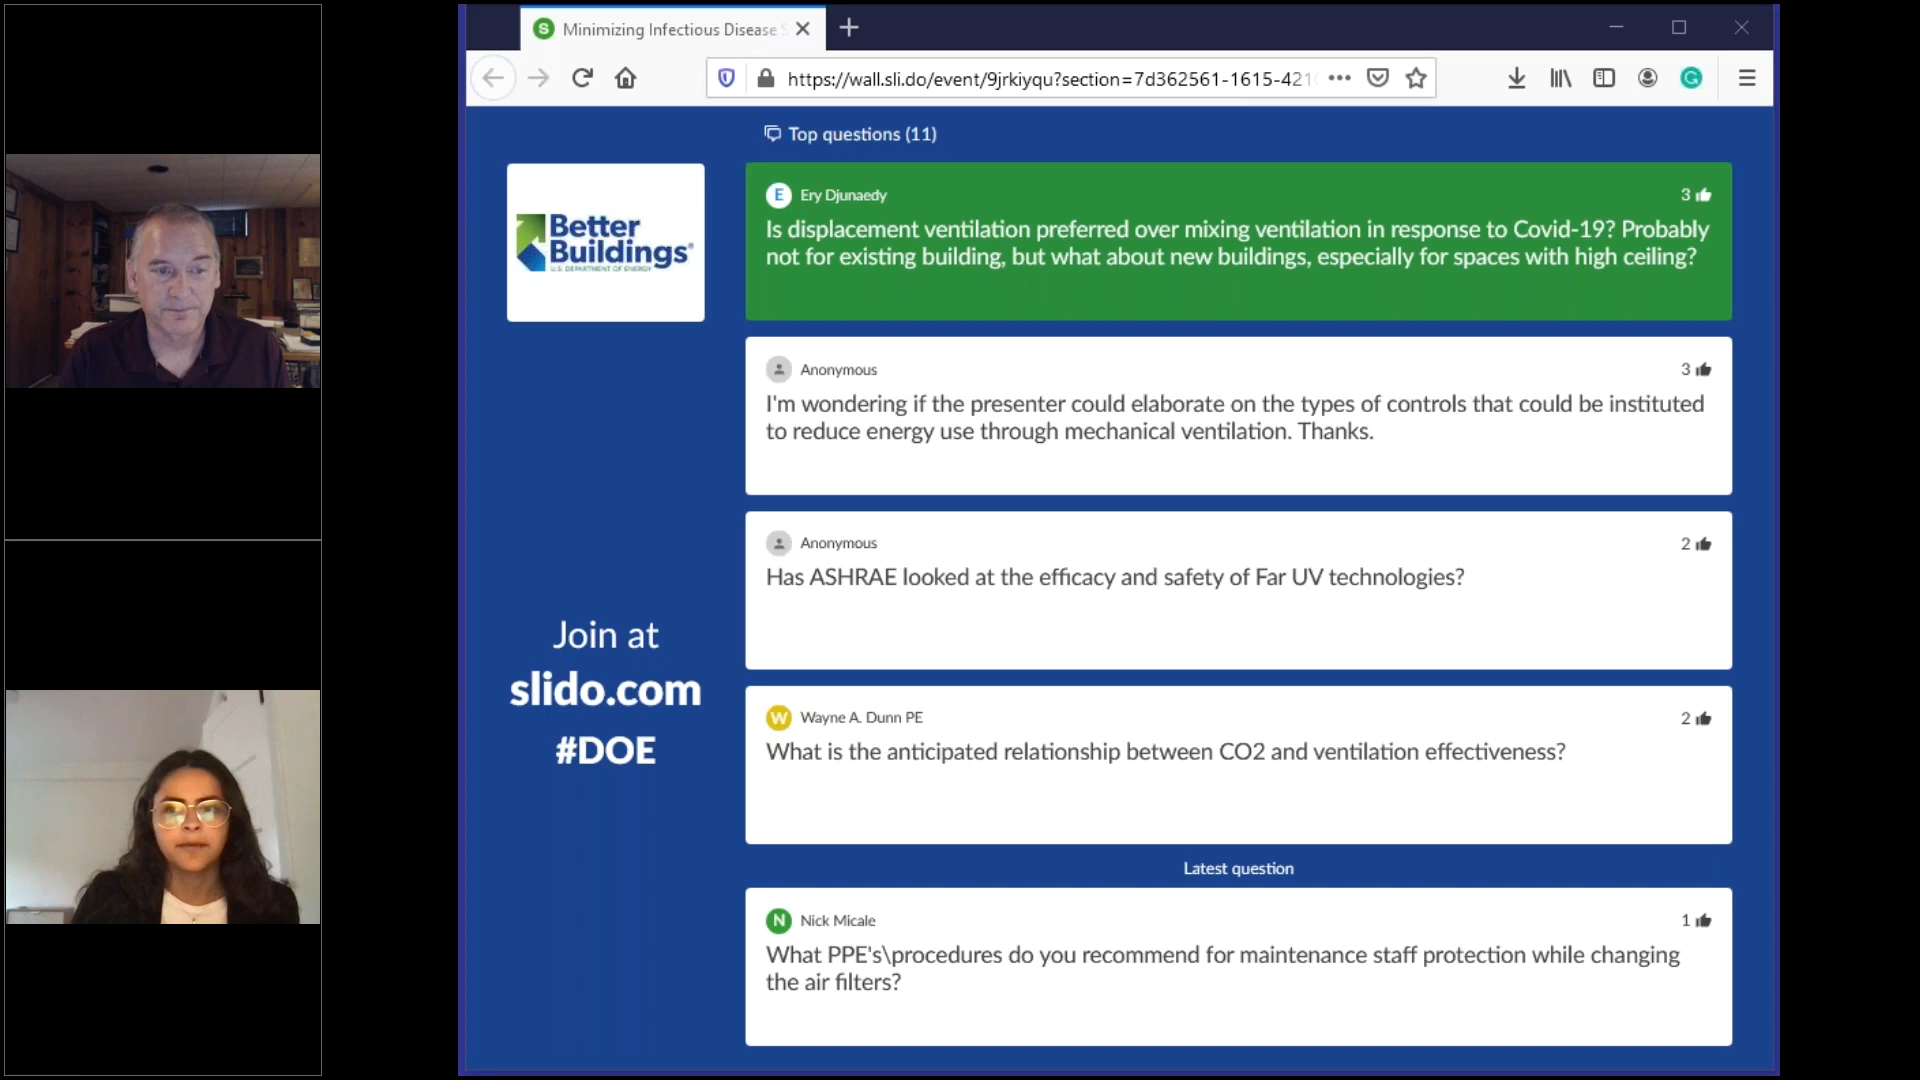 Minimizing Infectious Disease S
https://wall.sli.do/event/9jrkiyqu?section=7d362561-1615-421
Top questions (11)
Better
Buildings®
U.S. DEPARTMENT OF ENERGY
E Ery Djunaedy 3
Is displacement ventilation preferred over mixing ventilation in response to Covid-19? Probably
not for existing building, but what about new buildings, especially for spaces with high ceiling?
Anonymous 3
I'm wondering if the presenter could elaborate on the types of controls that could be instituted
to reduce energy use through mechanical ventilation. Thanks.
Anonymous 2
Has ASHRAE looked at the efficacy and safety of Far UV technologies?
Join at
slido.com
#DOE
W Wayne A. Dunn PE 2
What is the anticipated relationship between CO2 and ventilation effectiveness?
Latest question
N Nick Micale 1
What PPE's\procedures do you recommend for maintenance staff protection while changing
the air filters?